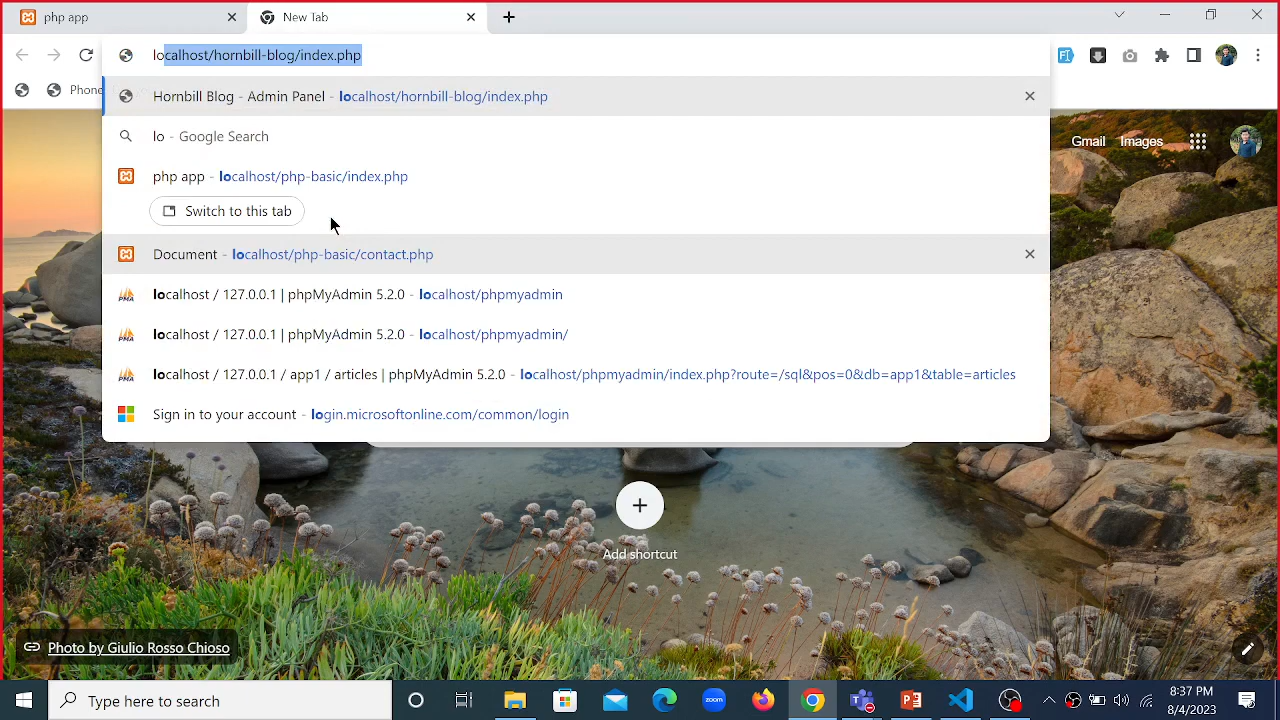 php app
New Tab
localhost/hornbill-blog/index.php
Phone
Hornbill Blog - Admin Panel - localhost/hornbill-blog/index.php
lo - Google Search
php app - localhost/php-basic/index.php
Switch to this tab
Document - localhost/php-basic/contact.php
localhost / 127.0.0.1 | phpMyAdmin 5.2.0 - localhost/phpmyadmin
localhost / 127.0.0.1 | phpMyAdmin 5.2.0 - localhost/phpmyadmin/
localhost / 127.0.0.1 / app1 / articles | phpMyAdmin 5.2.0 - localhost/phpmyadmin/index.php?route=/sql&pos=0&db=app1&table=articles
Sign in to your account - login.microsoftonline.com/common/login
Gmail Images
Add shortcut
Photo by Giulio Rosso Chioso
Type here to search
zoom
8:37 PM
8/4/2023